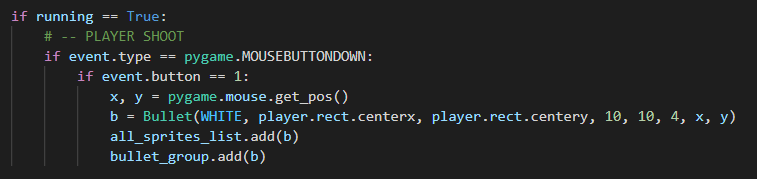 if running == True:
# -- PLAYER SHOOT
if event.type == pygame.MOUSEBUTTONDOWN:
if event.button == 1:
x, y = pygame.mouse.get_pos()
b = Bullet(WHITE, player.rect.centerx, player.rect.centery, 10, 10, 4, x, y)
all_sprites_list.add(b)
bullet_group.add(b)